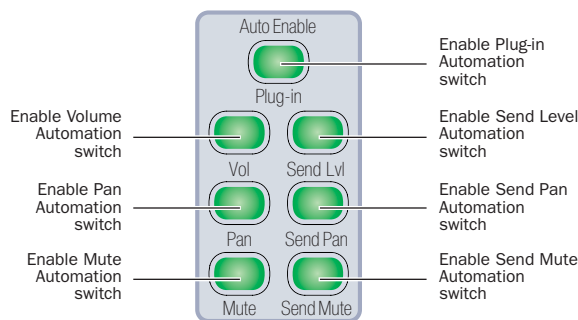 Auto Enable
Enable Plug-in
Automation
switch
Plug-in
Enable Volume
Automation
switch
Enable Send Level
Automation
switch
Vol
Send Lvl
Enable Pan
Automation
switch
Enable Send Pan
Automation
switch
Pan
Send Pan
Enable Mute
Automation
switch
Enable Send Mute
Automation
switch
Mute
Send Mute